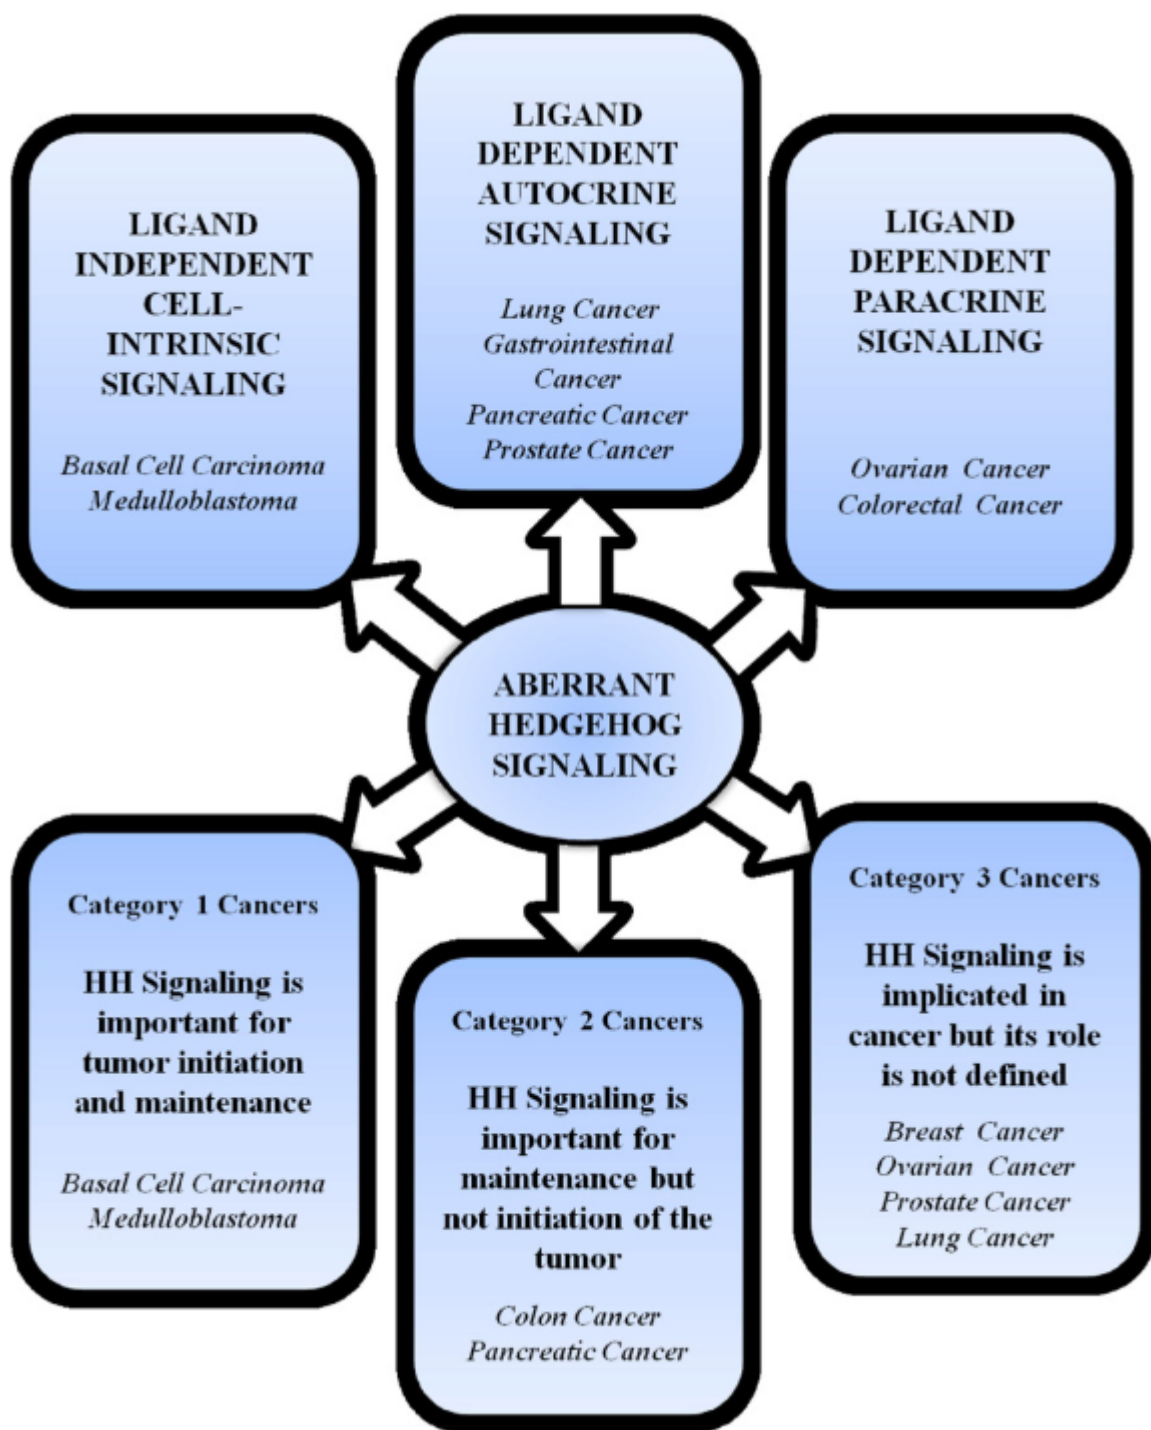 LIGAND
INDEPENDENT
CELL-
INTRINSIC
SIGNALING
Basal Cell Carcinoma
Medulloblastoma
LIGAND
DEPENDENT
AUTOCRINE
SIGNALING
Lung Cancer
Gastrointestinal
Cancer
Pancreatic Cancer
Prostate Cancer
LIGAND
DEPENDENT
PARACRINE
SIGNALING
Ovarian Cancer
Colorectal Cancer
ABERRANT
HEDGEHOG
SIGNALING
Category 1 Cancers
HH Signaling is
important for
tumor initiation
and maintenance
Basal Cell Carcinoma
Medulloblastoma
Category 2 Cancers
HH Signaling is
important for
maintenance but
not initiation of the
tumor
Colon Cancer
Pancreatic Cancer
Category 3 Cancers
HH Signaling is
implicated in
cancer but its role
is not defined
Breast Cancer
Ovarian Cancer
Prostate Cancer
Lung Cancer